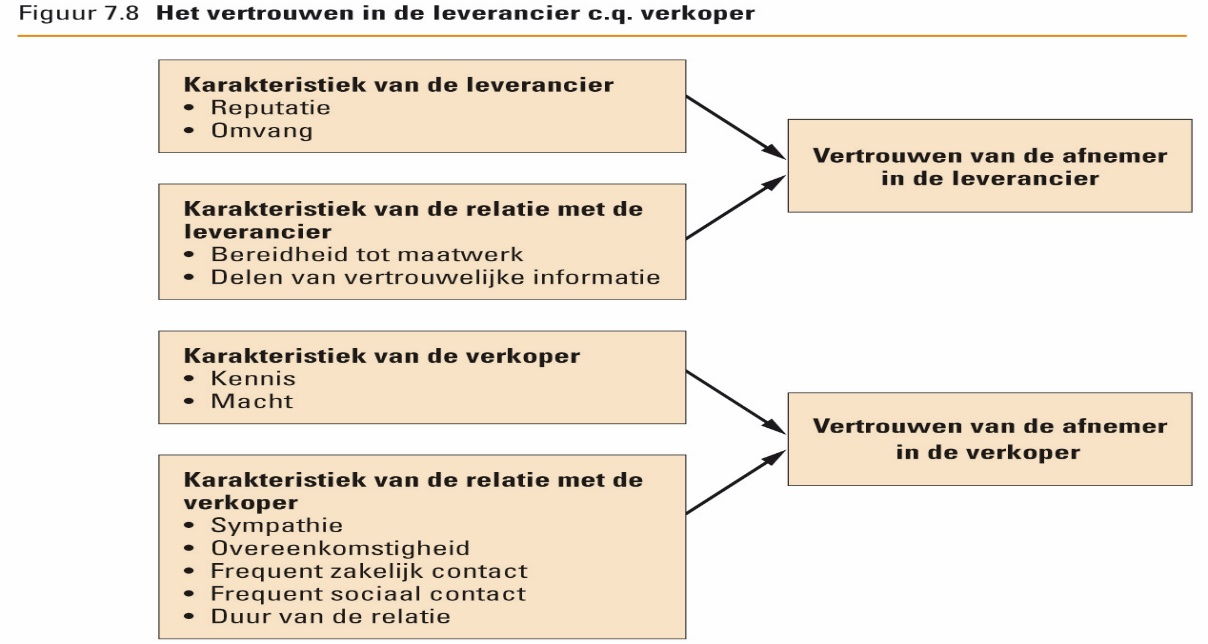 Figuur 7.8 Het vertrouwen in de leverancier c.q. verkoper
Karakteristiek van de leverancier
• Reputatie
• Omvang
Karakteristiek van de relatie met de
leverancier
• Bereidheid tot maatwerk
• Delen van vertrouwelijke informatie
Vertrouwen van de afnemer
in de leverancier
Karakteristiek van de verkoper
• Kennis
• Macht
Karakteristiek van de relatie met de
verkoper
• Sympathie
• Overeenkomstigheid
• Frequent zakelijk contact
• Frequent sociaal contact
• Duur van de relatie
Vertrouwen van de afnemer
in de verkoper